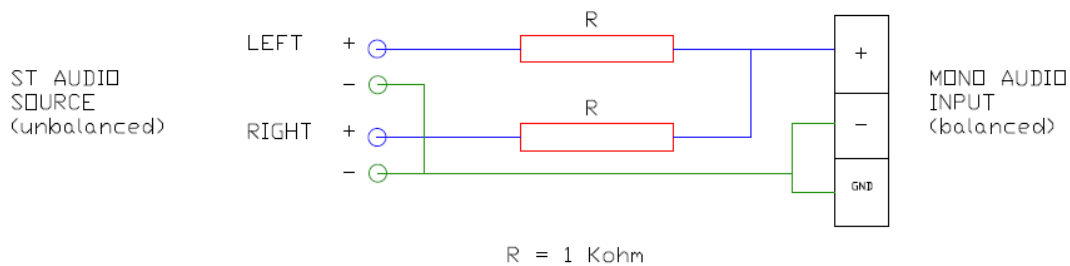 R
LEFT + +
ST AUDIO
SOURCE
(unbalanced)
-
MONO AUDIO
INPUT
(balanced)
RIGHT + R -
- GND
R = 1 Kohm